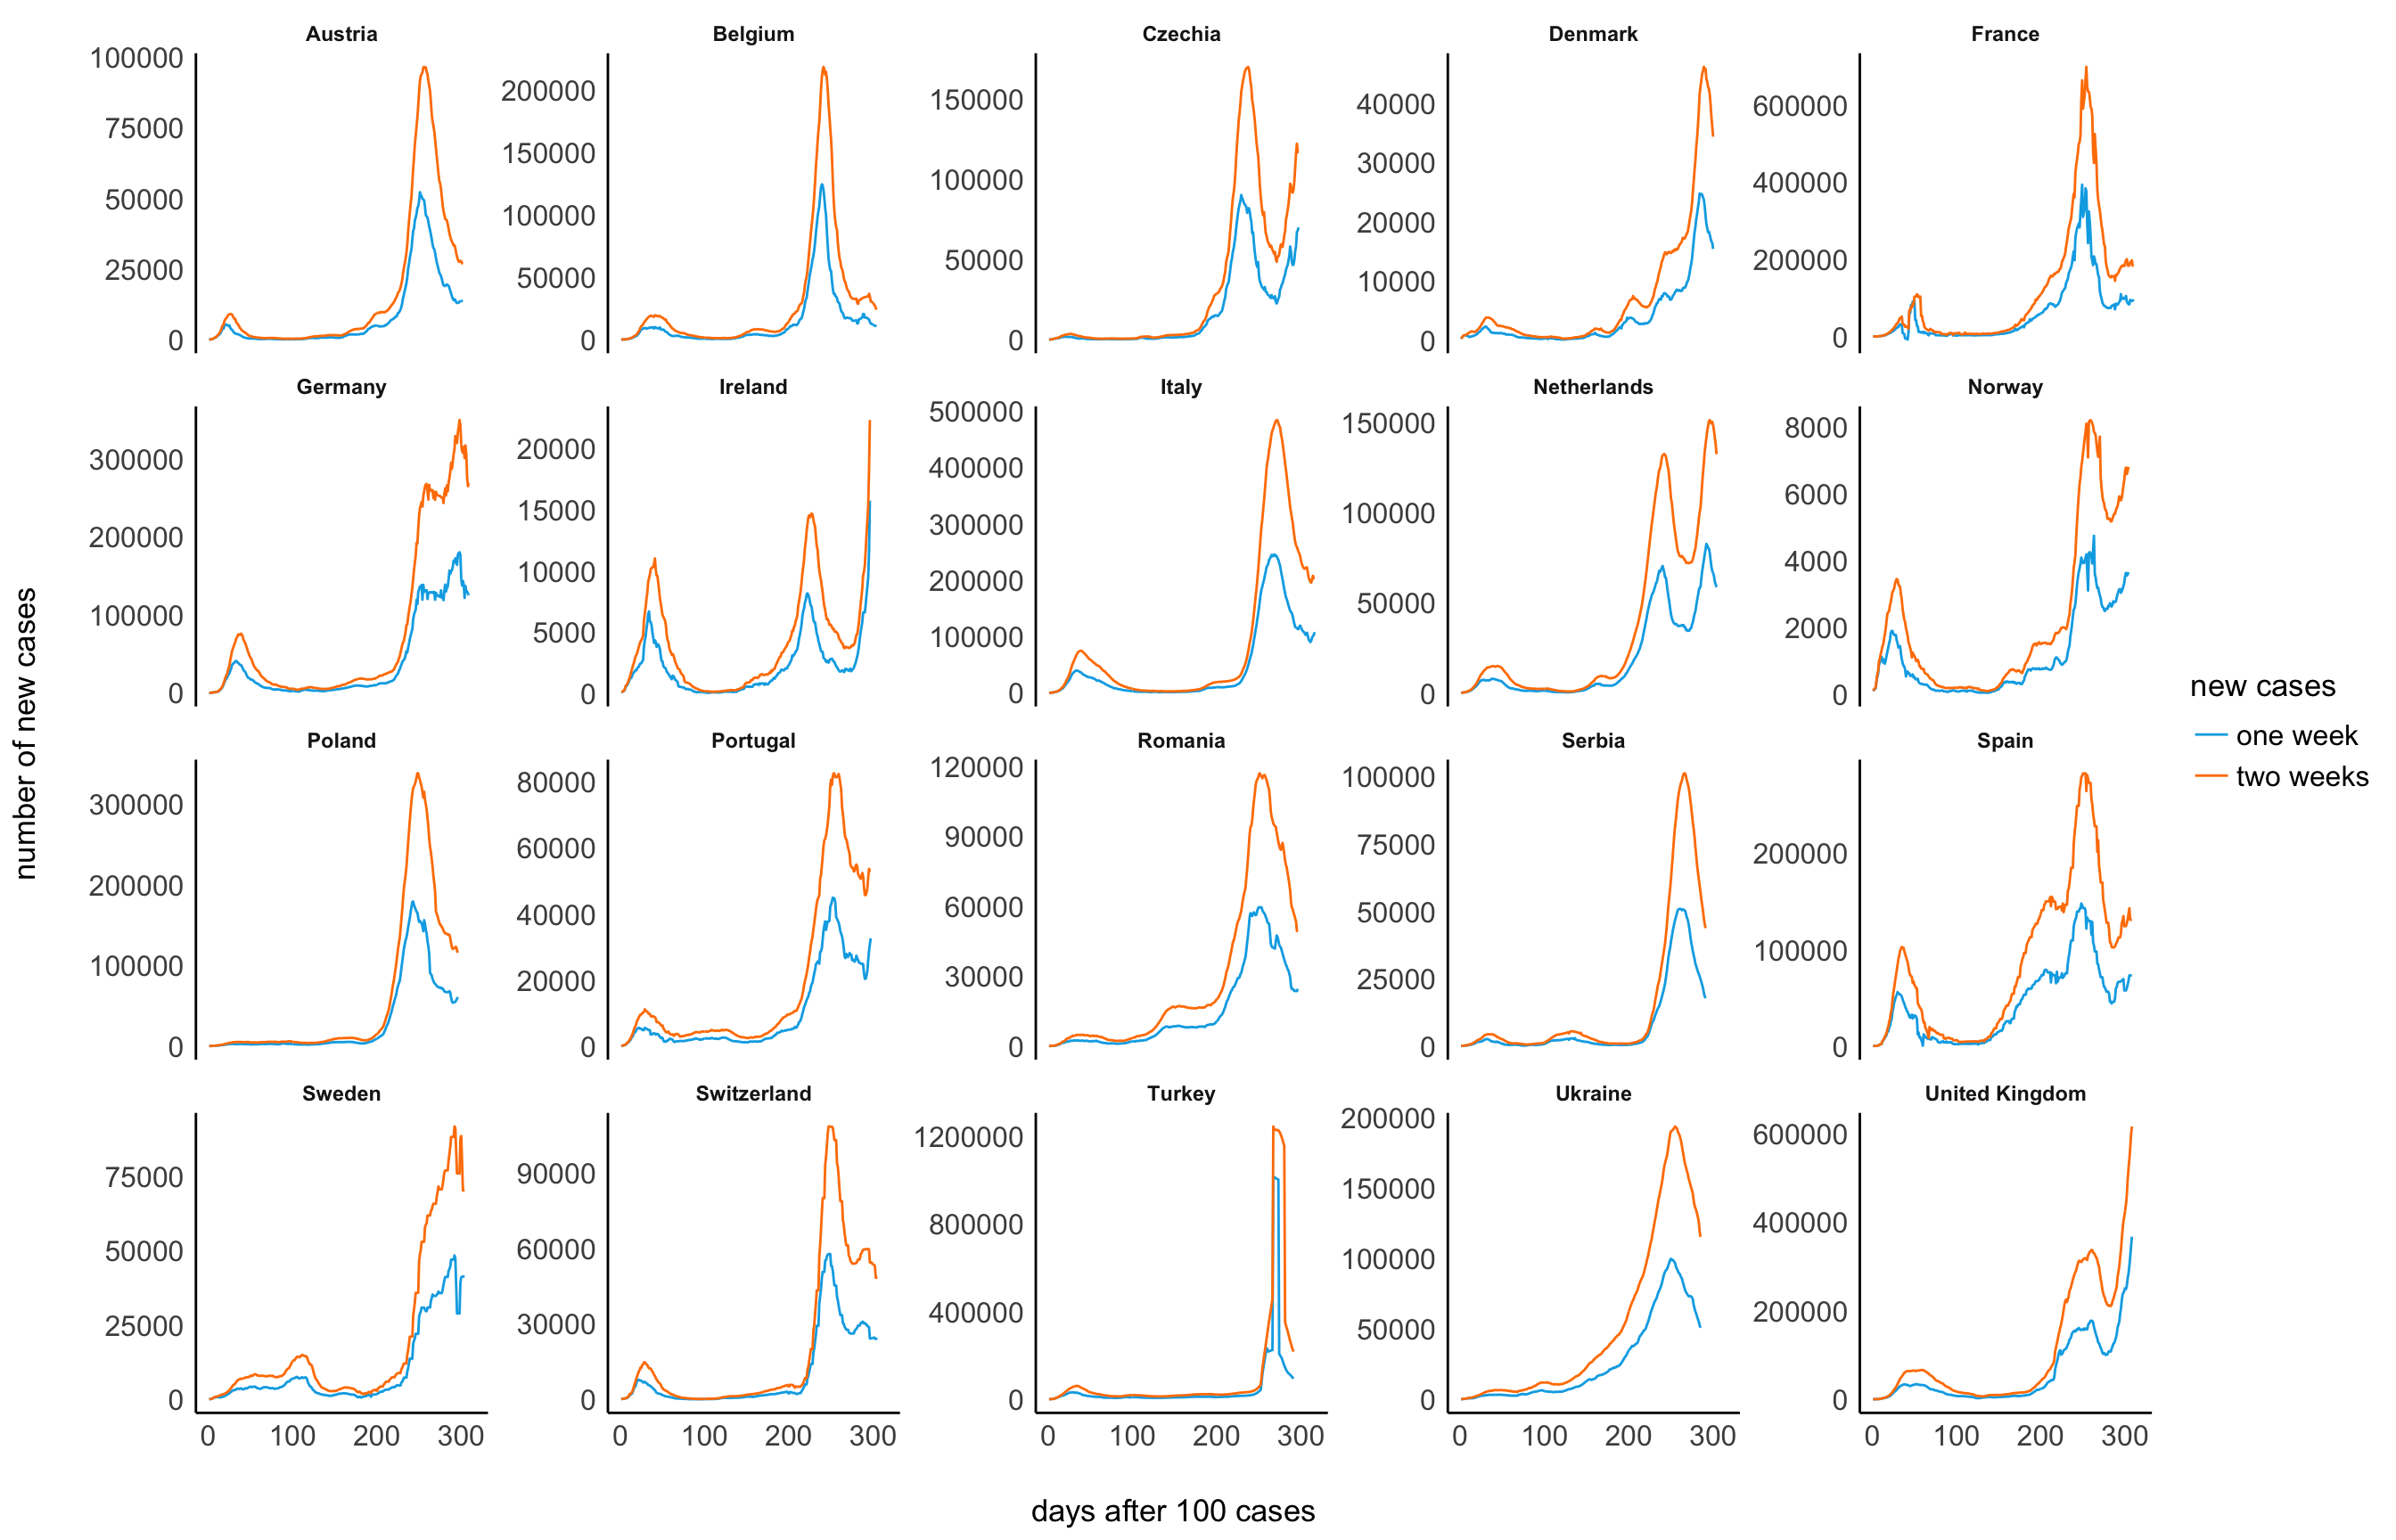 Austria Belgium Czechia Denmark France
100000 75000 50000 25000 0
200000 150000 100000 50000 0
150000 100000 50000 0
40000 30000 20000 10000 0
600000 400000 200000 0
Germany Ireland Italy Netherlands Norway
300000 200000 100000 0
20000 15000 10000 5000 0
500000 400000 300000 200000 100000 0
150000 100000 50000 0
8000 6000 4000 2000 0
Poland Portugal Romania Serbia Spain
300000 200000 100000 0
80000 60000 40000 20000 0
120000 90000 60000 30000 0
100000 75000 50000 25000 0
200000 100000 0
Sweden Switzerland Turkey Ukraine United Kingdom
75000 50000 25000 0
90000 60000 30000 0
1200000 800000 400000 0
200000 150000 100000 50000 0
600000 400000 200000 0
0 100 200 300 0 100 200 300 0 100 200 300 0 100 200 300 0 100 200 300
days after 100 cases
number of new cases
new cases
one week
two weeks